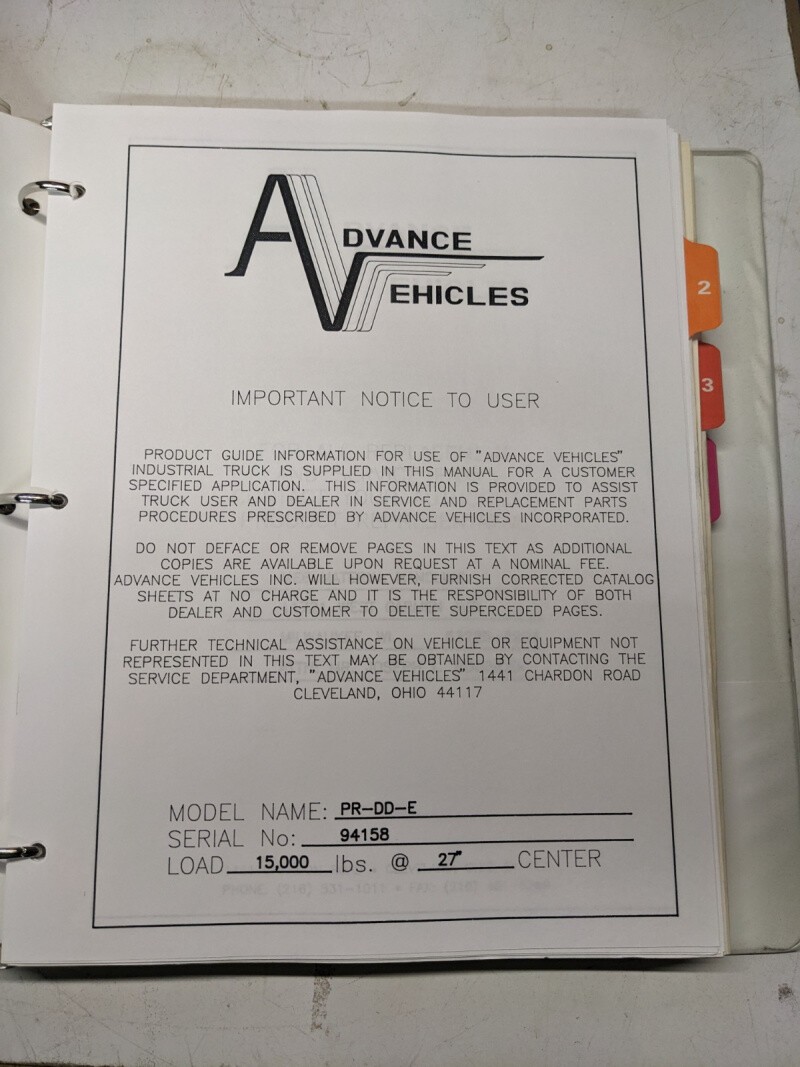 ADVANCE
VEHICLES
IMPORTANT NOTICE TO USER
PRODUCT GUIDE INFORMATION FOR USE OF "ADVANCE VEHICLES"
INDUSTRIAL TRUCK IS SUPPLIED IN THIS MANUAL FOR A CUSTOMER
SPECIFIED APPLICATION. THIS INFORMATION IS PROVIDED TO ASSIST
TRUCK USER AND DEALER IN SERVICE AND REPLACEMENT PARTS
PROCEDURES PRESCRIBED BY ADVANCE VEHICLES INCORPORATED.
DO NOT DEFACE OR REMOVE PAGES IN THIS TEXT AS ADDITIONAL
COPIES ARE AVAILABLE UPON REQUEST AT A NOMINAL FEE.
ADVANCE VEHICLES INC. WILL HOWEVER, FURNISH CORRECTED CATALOG
SHEETS AT NO CHARGE AND IT IS THE RESPONSIBILITY OF BOTH
DEALER AND CUSTOMER TO DELETE SUPERCEDED PAGES.
FURTHER TECHNICAL ASSISTANCE ON VEHICLE OR EQUIPMENT NOT
REPRESENTED IN THIS TEXT MAY BE OBTAINED BY CONTACTING THE
SERVICE DEPARTMENT, "ADVANCE VEHICLES" 1441 CHARDON ROAD
CLEVELAND, OHIO 44117
MODEL NAME: PR-DD-E
SERIAL No: 94158
LOAD 15,000 lbs. @ 27" CENTER
2
3